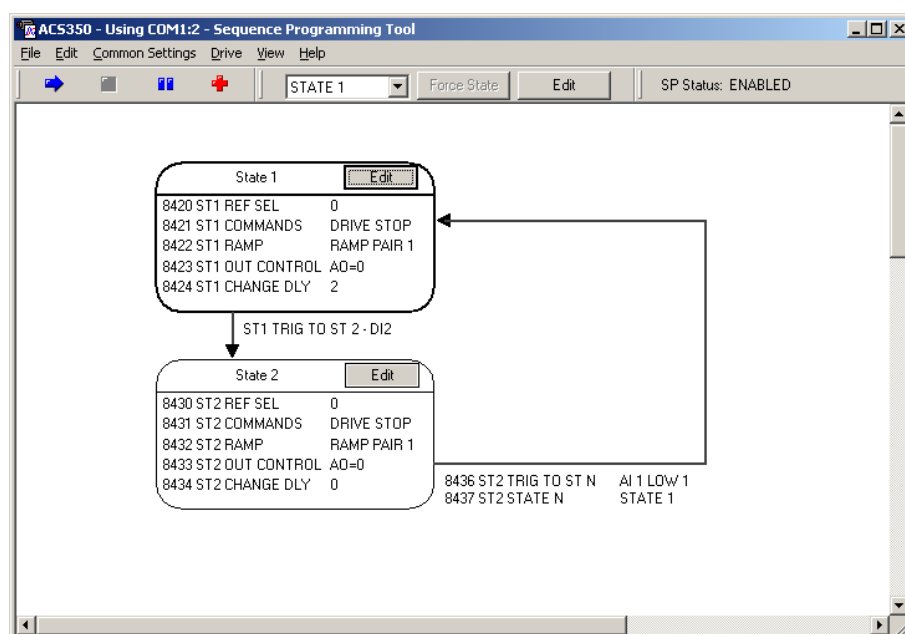 ACS350 - Using COM1:2 - Sequence Programming Tool
File Edit Common Settings Drive View Help
STATE 1 Force State Edit SP Status: ENABLED
State 1 Edit
8420 ST1 REF SEL 0
8421 ST1 COMMANDS DRIVE STOP
8422 ST1 RAMP RAMP PAIR 1
8423 ST1 OUT CONTROL AO=0
8424 ST1 CHANGE DLY 2
ST1 TRIG TO ST 2 - DI2
State 2 Edit
8430 ST2 REF SEL 0
8431 ST2 COMMANDS DRIVE STOP
8432 ST2 RAMP RAMP PAIR 1
8433 ST2 OUT CONTROL AO=0
8434 ST2 CHANGE DLY 0
8436 ST2 TRIG TO ST N AI 1 LOW 1
8437 ST2 STATE N STATE 1